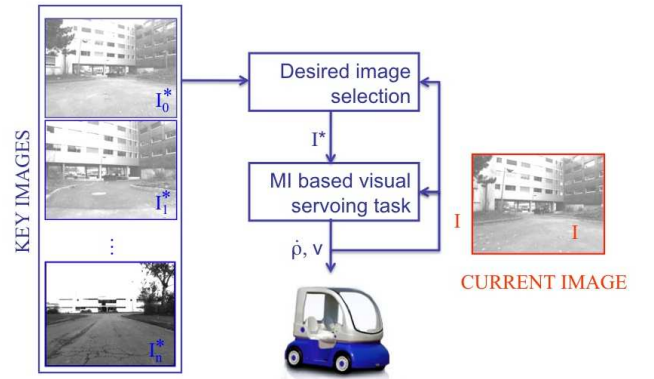 KEY IMAGES
I0*
I1*
⋮
In*
Desired image
selection
I*
MI based visual
servoing task
ρ̇, v
I
I
CURRENT IMAGE